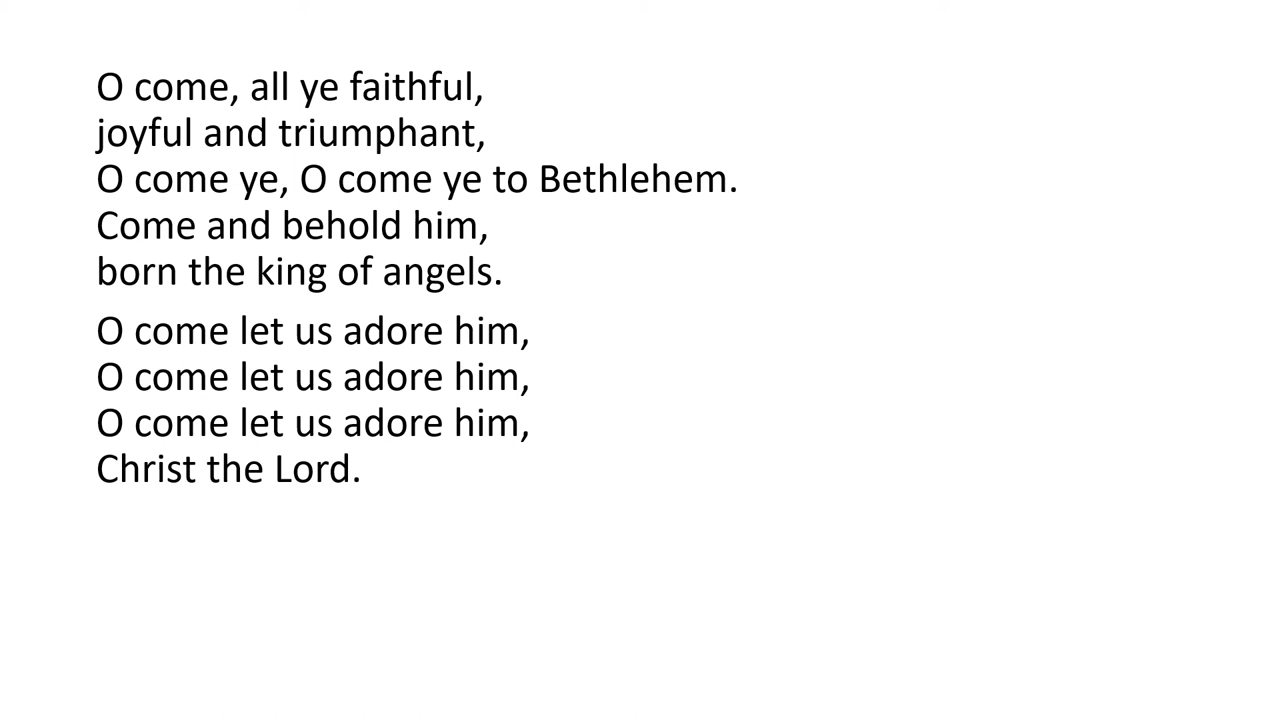 O come, all ye faithful,
joyful and triumphant,
O come ye, O come ye to Bethlehem.
Come and behold him,
born the king of angels.
O come let us adore him,
O come let us adore him,
O come let us adore him,
Christ the Lord.